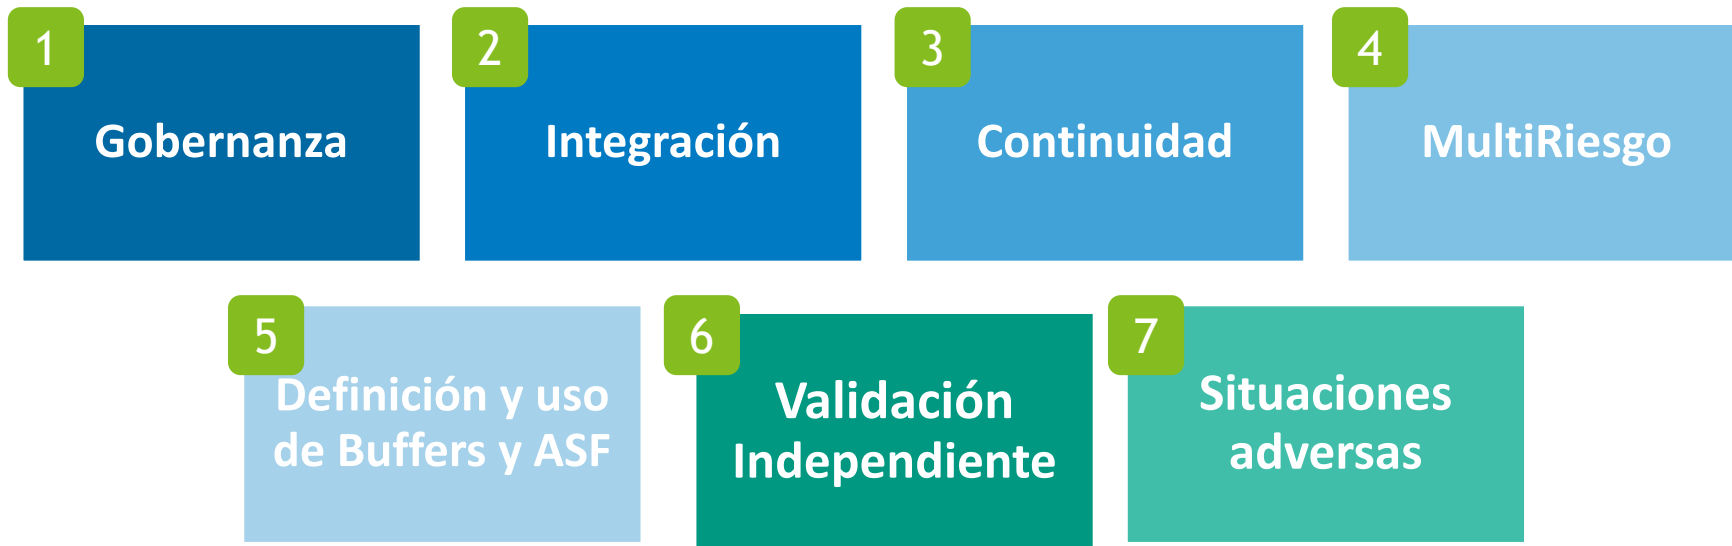 1
Gobernanza
2
Integración
3
Continuidad
4
MultiRiesgo
5
Definición y uso
de Buffers y ASF
6
Validación
Independiente
7
Situaciones
adversas